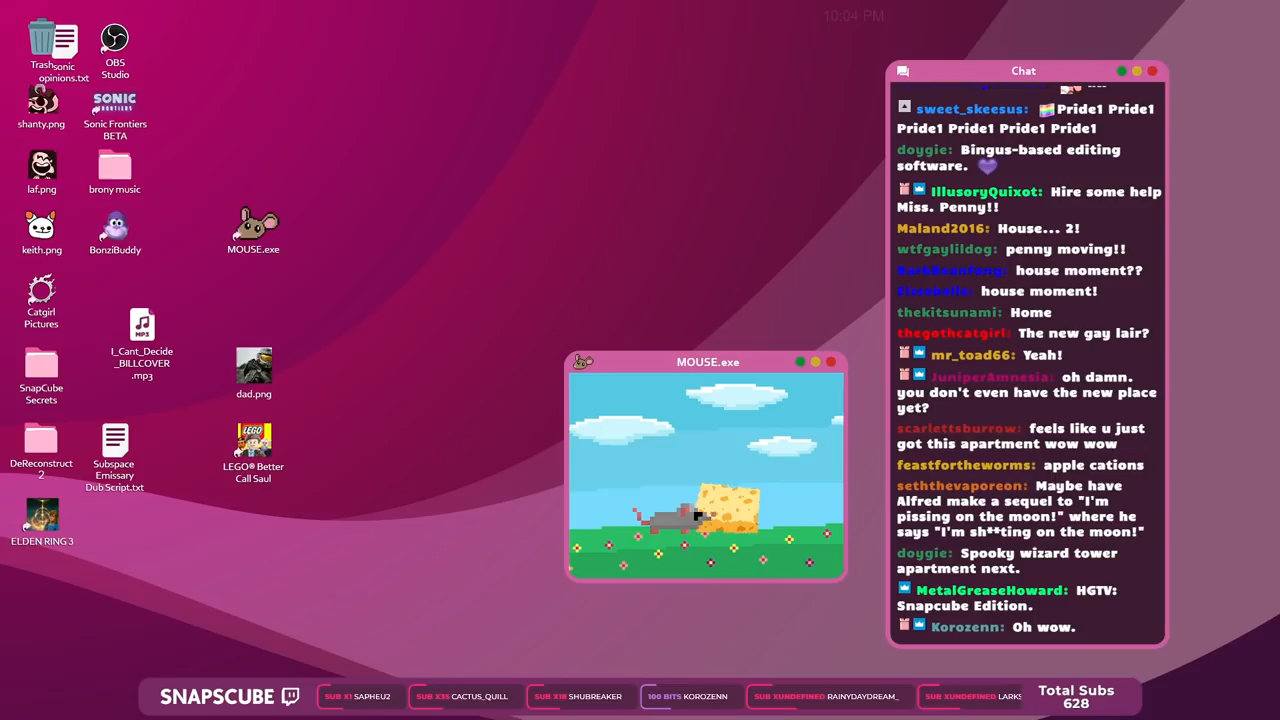 10:04 PM
Trash
sonic
opinions.txt
OBS
Studio
shanty.png
SONIC
FRONTIERS
Sonic Frontiers
BETA
laf.png
brony music
keith.png
BonziBuddy
MOUSE.exe
Catgirl
Pictures
MP3
I_Cant_Decide
_BILLCOVER
.mp3
SnapCube
Secrets
dad.png
DeReconstruct
2
Subspace
Emissary
Dub Script.txt
LEGO
LEGO® Better
Call Saul
ELDEN RING 3
MOUSE.exe
Chat
sweet_skeesus: Pride1 Pride1
Pride1 Pride1 Pride1 Pride1
doygie: Bingus-based editing
software.
IllusoryQuixot: Hire some help
Miss. Penny!!
Maland2016: House... 2!
wtfgaylildog: penny moving!!
BarkBeanFang: house moment??
house moment!
thekitsunami: Home
thegothcatgirl: The new gay lair?
mr_toad66: Yeah!
JuniperAmnesia: oh damn.
you don't even have the new place
yet?
scarlettsburrow: feels like u just
got this apartment wow wow
feastfortheworms: apple cations
seththevaporeon: Maybe have
Alfred make a sequel to "I'm
pissing on the moon!" where he
says "I'm sh**ting on the moon!"
doygie: Spooky wizard tower
apartment next.
MetalGreaseHoward: HGTV:
Snapcube Edition.
Korozenn: Oh wow.
SNAPSCUBE
SUB X1 SAPHEU2
SUB X35 CACTUS_QUILL
SUB X18 SHUBREAKER
100 BITS KOROZENN
SUB XUNDEFINED RAINYDAYDREAM_
SUB XUNDEFINED LARKS
Total Subs
628